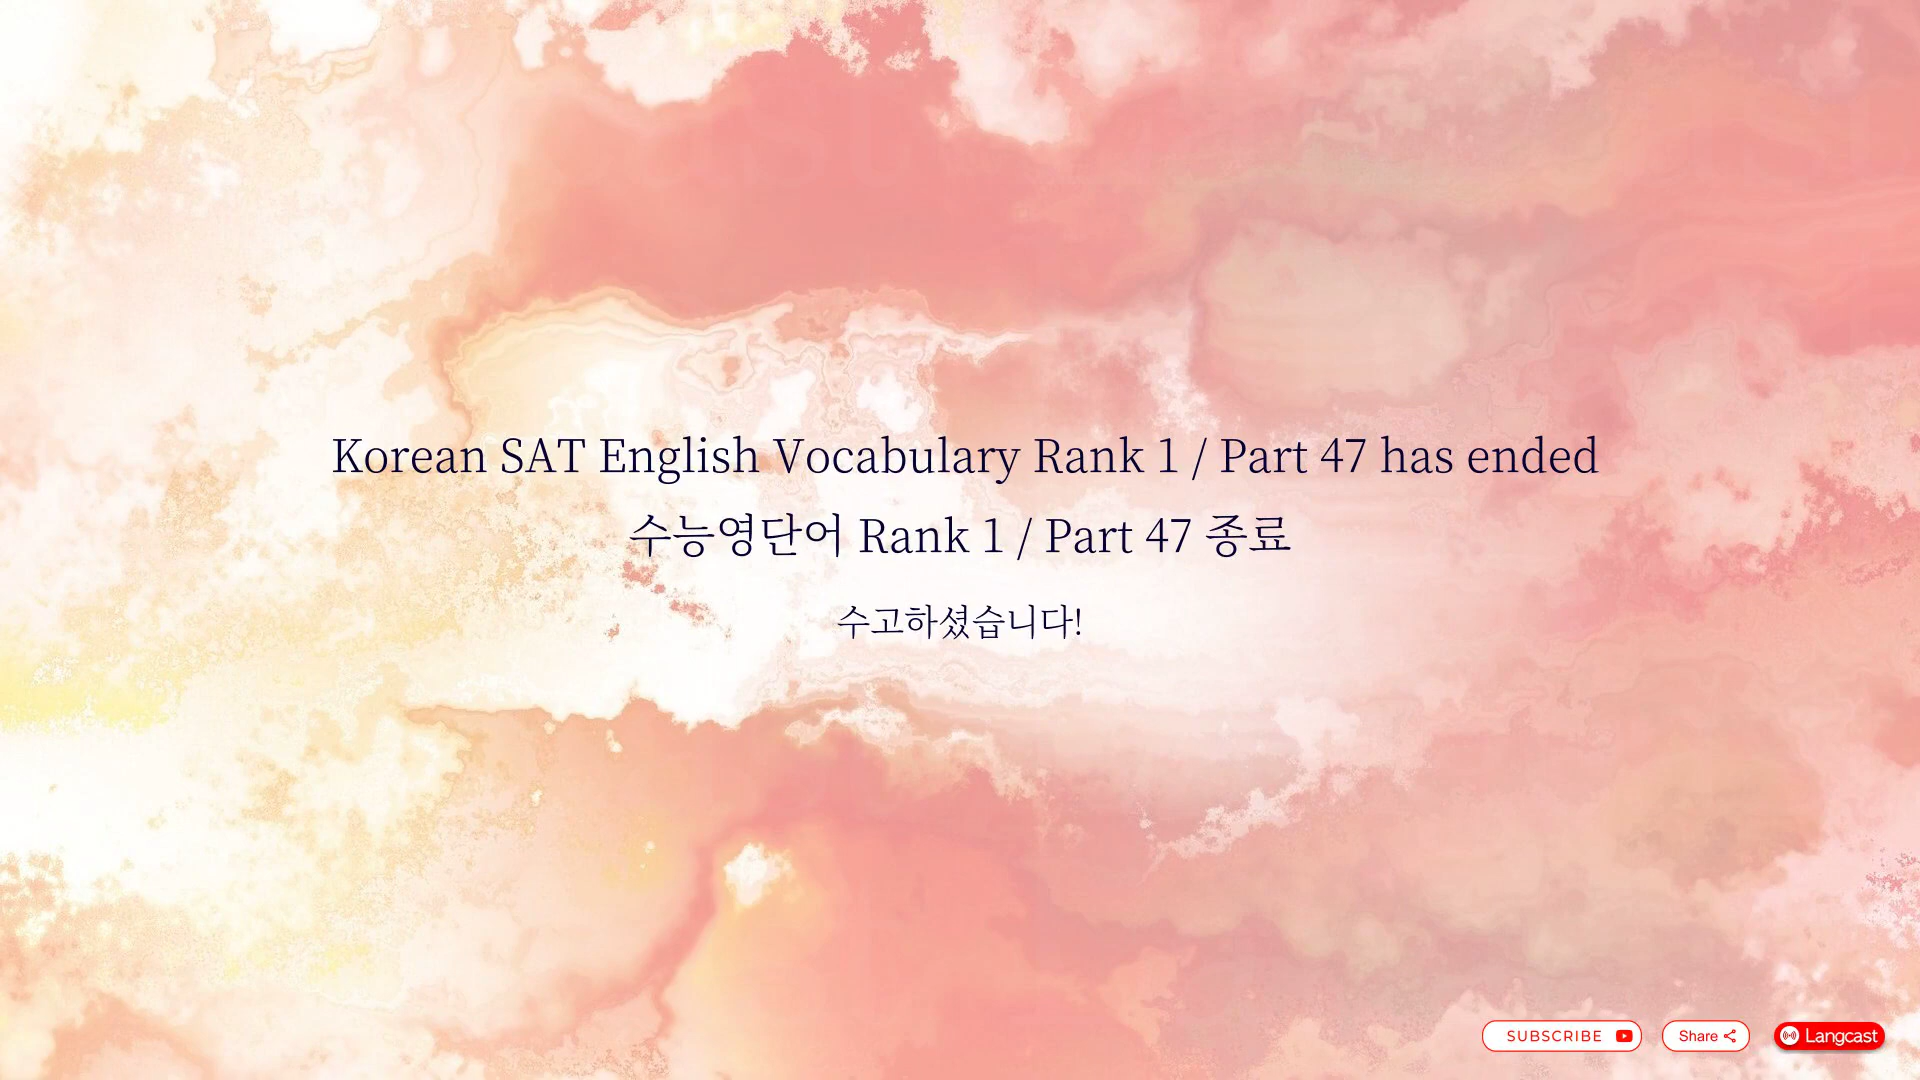 Korean SAT English Vocabulary Rank 1 / Part 47 has ended
수능영단어 Rank 1 / Part 47 종료
수고하셨습니다!
SUBSCRIBE
Share
Langcast